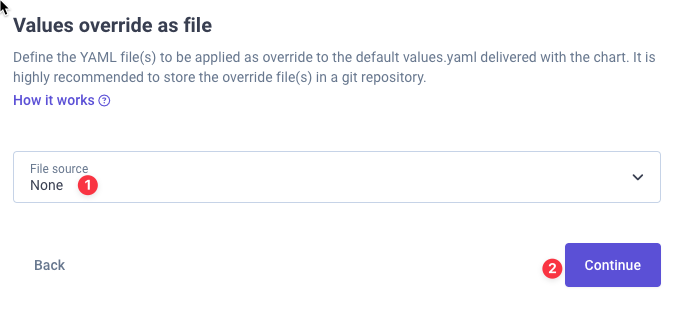 Values override as file
Define the YAML file(s) to be applied as override to the default values.yaml delivered with the chart. It is
highly recommended to store the override file(s) in a git repository.
How it works ?
File source
None 1
Back
2 Continue